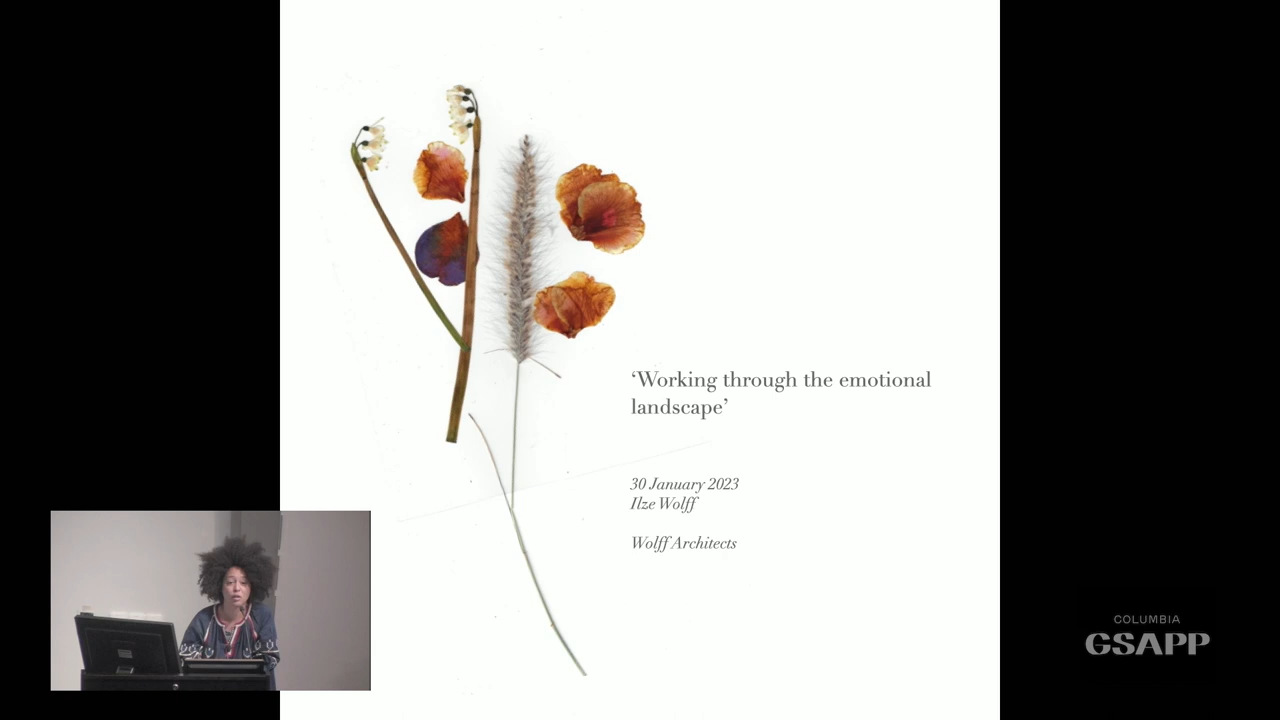 ‘Working through the emotional
landscape’
30 January 2023
Ilze Wolff
Wolff Architects
COLUMBIA
GSAPP